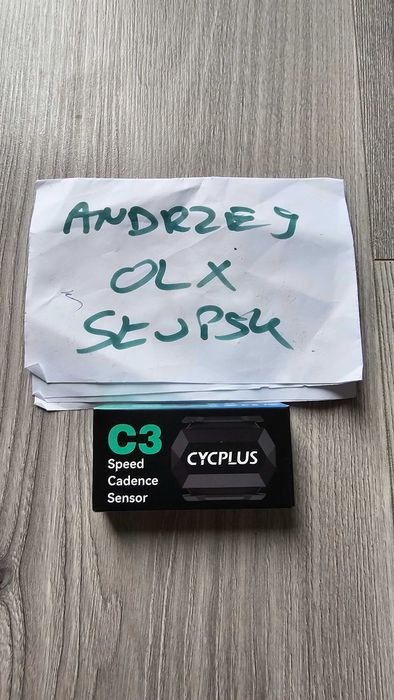 ANDRZEJ
OLX
SŁUPSK
C3
Speed
Cadence
Sensor
CYCPLUS